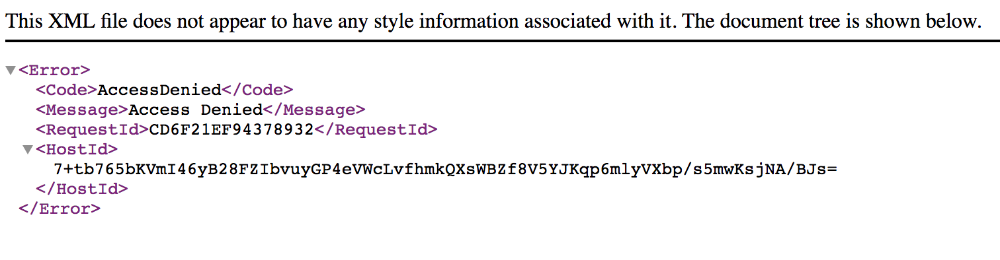 This XML file does not appear to have any style information associated with it. The document tree is shown below.
<Error>
<Code>AccessDenied</Code>
<Message>Access Denied</Message>
<RequestId>CD6F21EF94378932</RequestId>
<HostId>
7+tb765bKVmI46yB28FZIbvuyGP4eVWcLvfhmkQXsWBZf8V5YJKqp6mlyVXbp/s5mwKsjNA/BJs=
</HostId>
</Error>